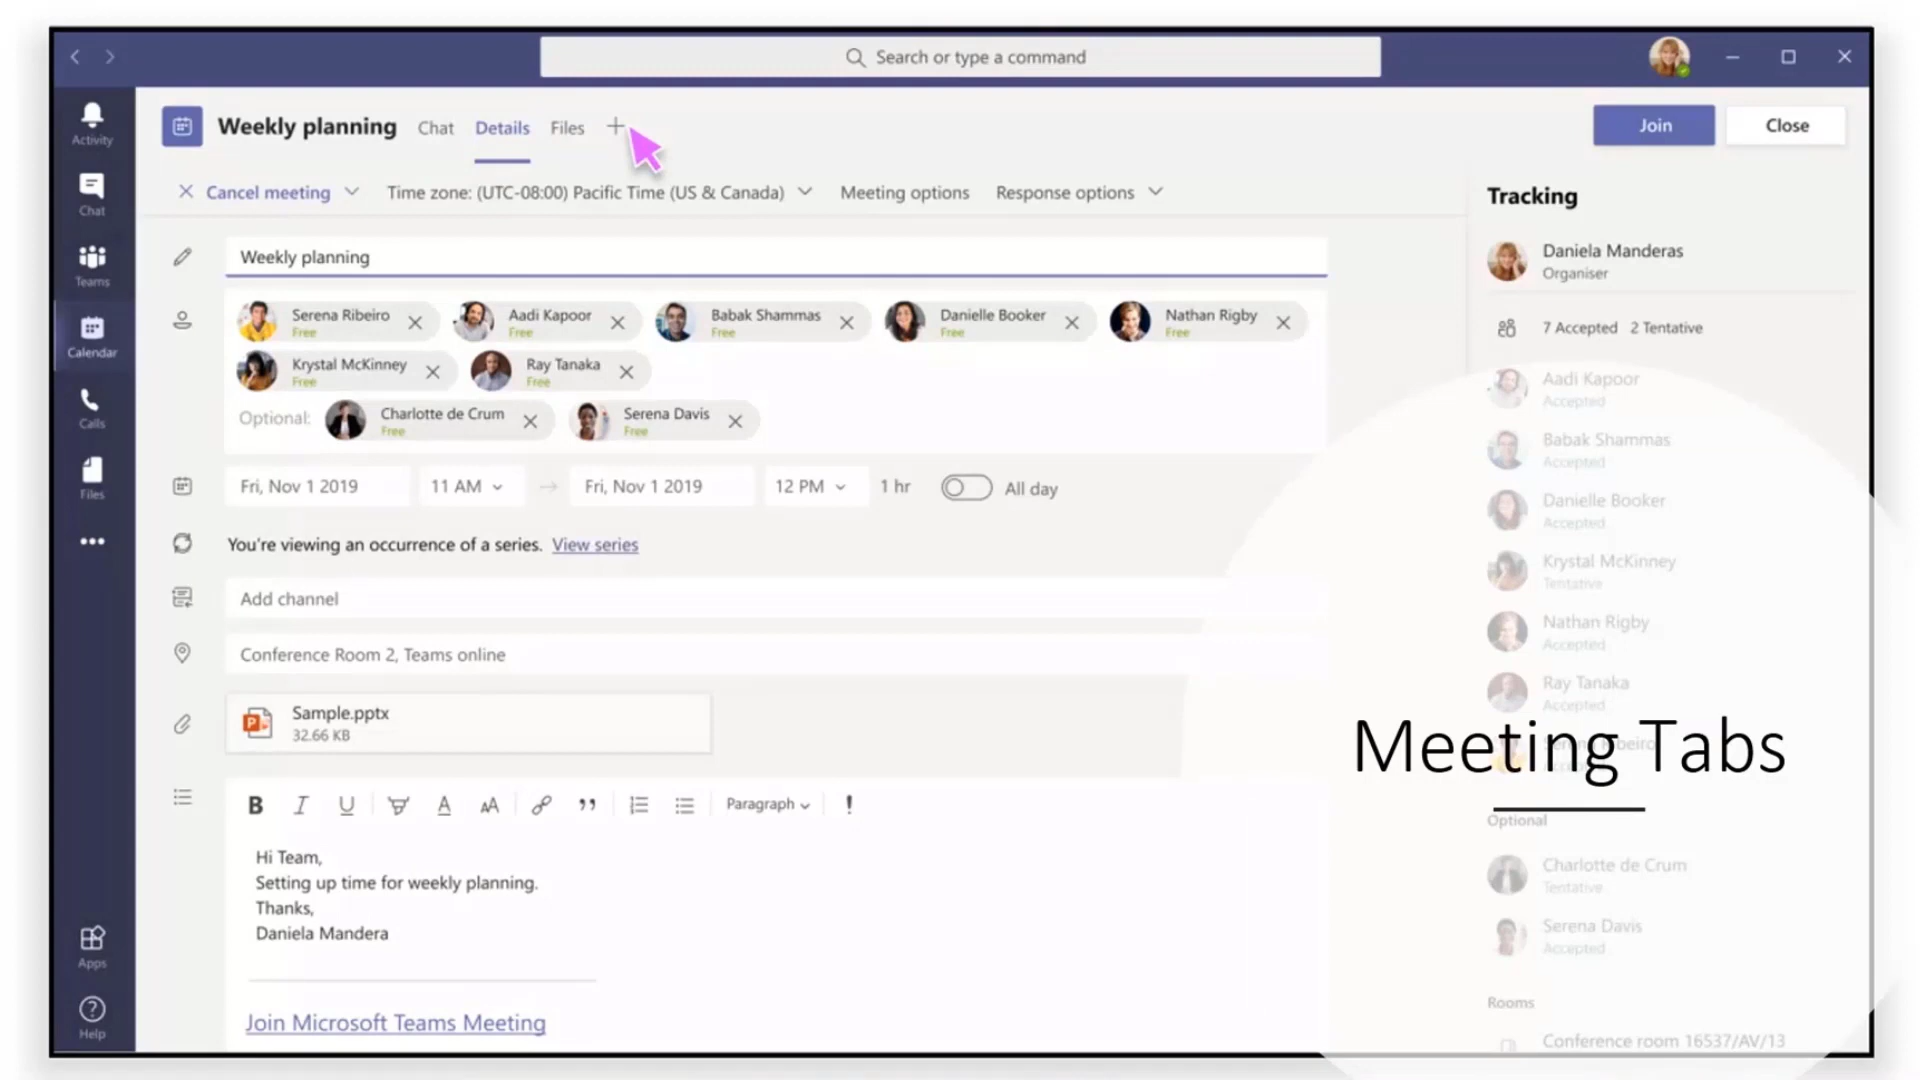 Search or type a command
Activity
Chat
Teams
Calendar
Calls
Files
Apps
Help
Weekly planning Chat Details Files
Join Close
Cancel meeting Time zone: (UTC-08:00) Pacific Time (US & Canada) Meeting options Response options
Weekly planning
Serena Ribeiro Aadi Kapoor Babak Shammas Danielle Booker Nathan Rigby
Free Free Free Free Free
Krystal McKinney Ray Tanaka
Free Free
Optional: Charlotte de Crum Serena Davis
Free Free
Fri, Nov 1 2019 11 AM Fri, Nov 1 2019 12 PM 1 hr All day
You're viewing an occurrence of a series. View series
Add channel
Conference Room 2, Teams online
Sample.pptx
32.66 KB
B I U A AA Paragraph !
Hi Team,
Setting up time for weekly planning.
Thanks,
Daniela Mandera
Join Microsoft Teams Meeting
Tracking
Daniela Manderas
Organiser
7 Accepted 2 Tentative
Aadi Kapoor
Accepted
Babak Shammas
Accepted
Danielle Booker
Accepted
Krystal McKinney
Tentative
Nathan Rigby
Accepted
Ray Tanaka
Accepted
Meeting Tabs
Optional
Charlotte de Crum
Tentative
Serena Davis
Accepted
Rooms
Conference room 16537/AV/13